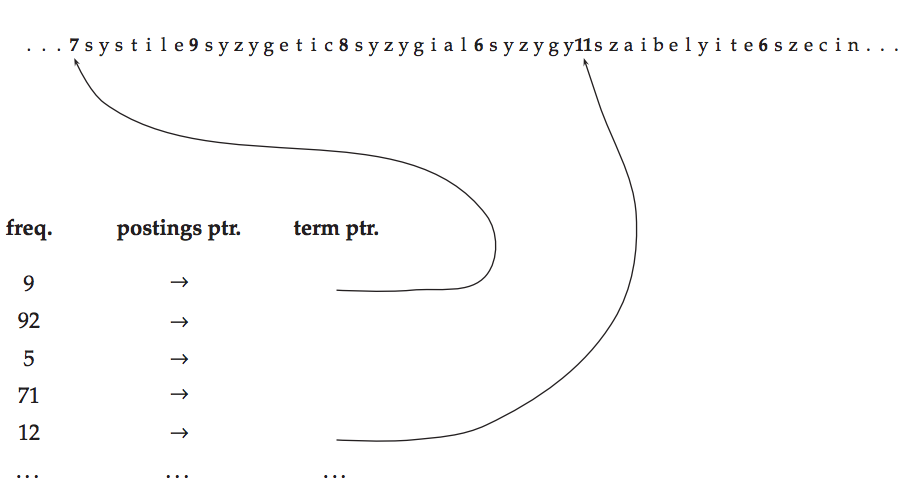 . . . 7 s y s t i l e 9 s y z y g e t i c 8 s y z y g i a l 6 s y z y g y 11 s z a i b e l y i t e 6 s z e c i n . . .
freq. postings ptr. term ptr.
9 →
92 →
5 →
71 →
12 →
... ... ...